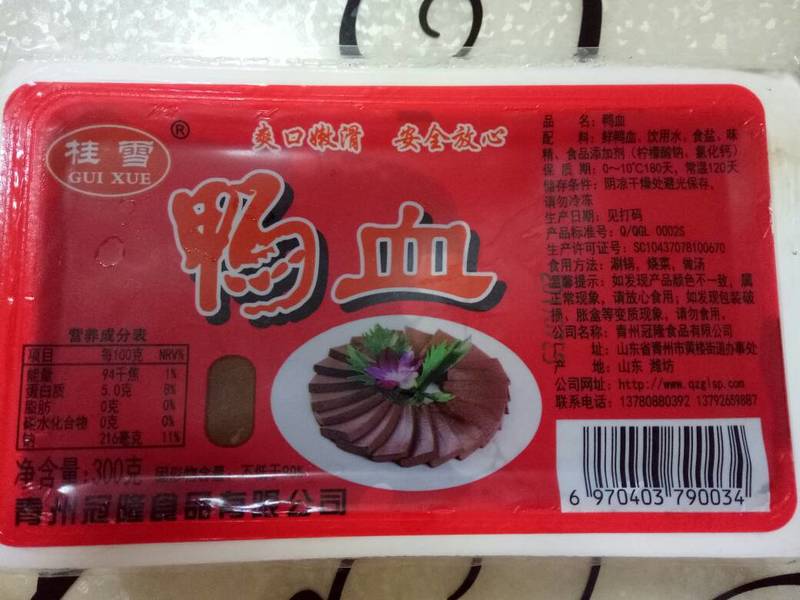 桂雪
GUI XUE
®
爽口嫩滑 安全放心
鸭血
品 名：鸭血
配 料：鲜鸭血、饮用水、食盐、味
精、食品添加剂（柠檬酸钠、氯化钙）
保 质 期：0～10℃180天，常温120天
储存条件：阴凉干燥处避光保存，
请勿冷冻
生产日期：见打码
产品标准号：Q/QGL 0002S
生产许可证号：SC10437078100670
食用方法：涮锅，烧菜，做汤
温馨提示：如发现产品颜色不一致，属
正常现象，请放心食用；如发现包装破
损，胀盒等变质现象，请勿食用。
公司名称：青州冠隆食品有限公司
址：山东省青州市黄楼街道办事处
产 地：山东 潍坊
公司网址：http://www.qzglsp.com
联系电话：13780880392 13792659887
营养成分表
项目 每100克 NRV%
能量 94千焦 1%
蛋白质 5.0克 8%
脂肪 0克 0%
碳水化合物 0克 0%
钠 216毫克 11%
净含量：300克 固形物含量：不低于90%
青州冠隆食品有限公司
6 970403 790034